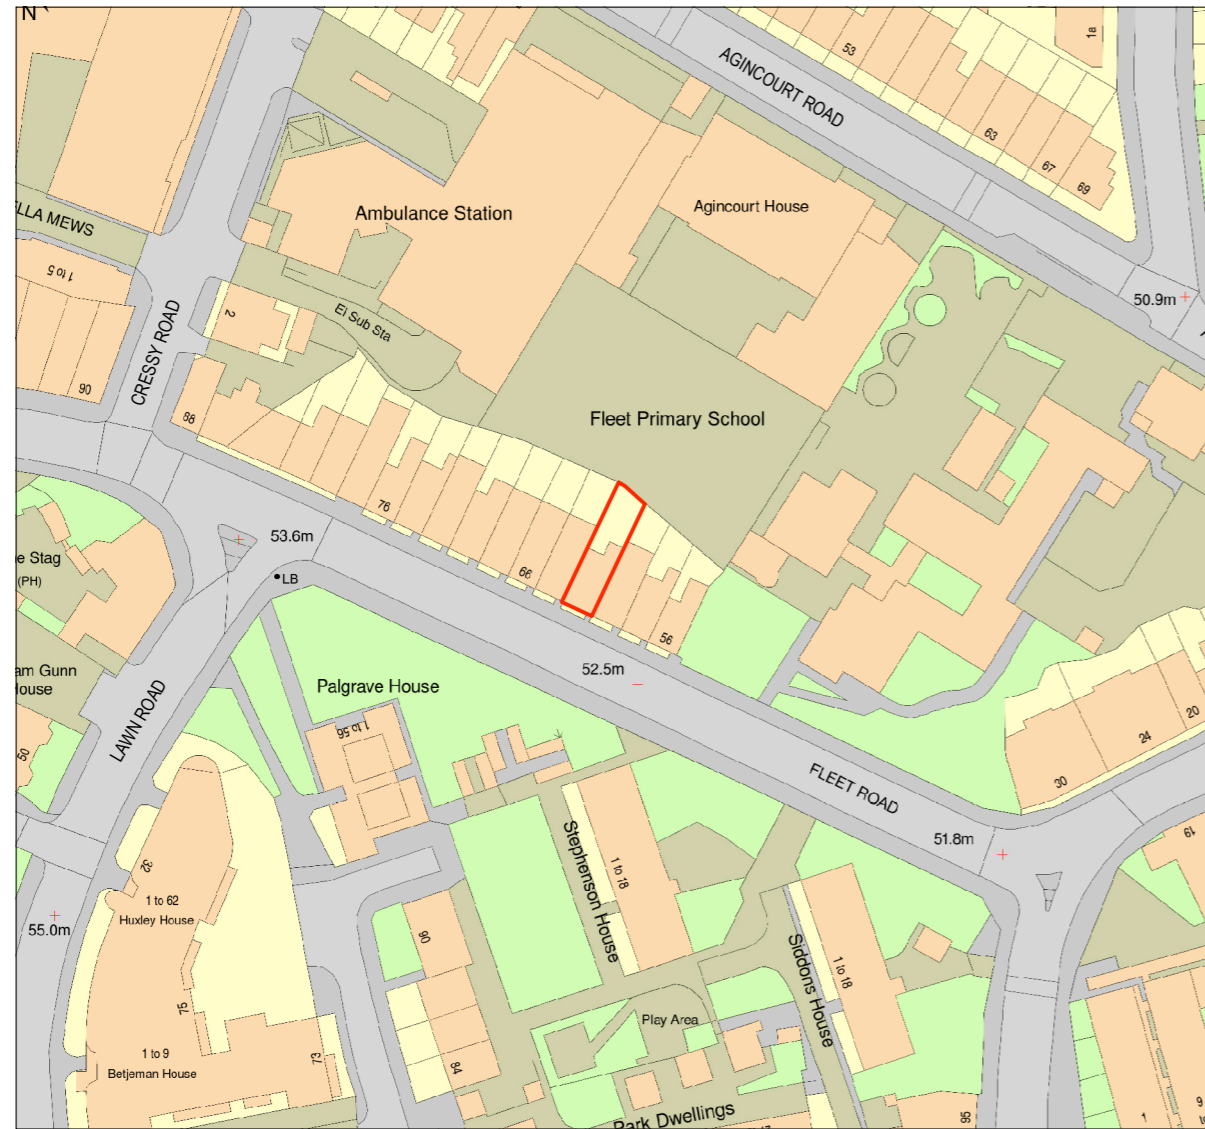 N
AGINCOURT ROAD
53
1a
63
67
69
Ambulance Station
Agincourt House
ELLA MEWS
1 to 5
CRESSY ROAD
2
El Sub Sta
50.9m
90
88
Fleet Primary School
76
53.6m
66
56
52.5m
e Stag
(PH)
LB
am Gunn
House
50
LAWN ROAD
Palgrave House
1 to 56
FLEET ROAD
20
24
30
51.8m
19
32
1 to 62
Huxley House
55.0m
Stephenson House
1 to 18
90
Siddons House
1 to 18
75
Play Area
1 to 9
Betjeman House
73
84
Park Dwellings
95
1
9